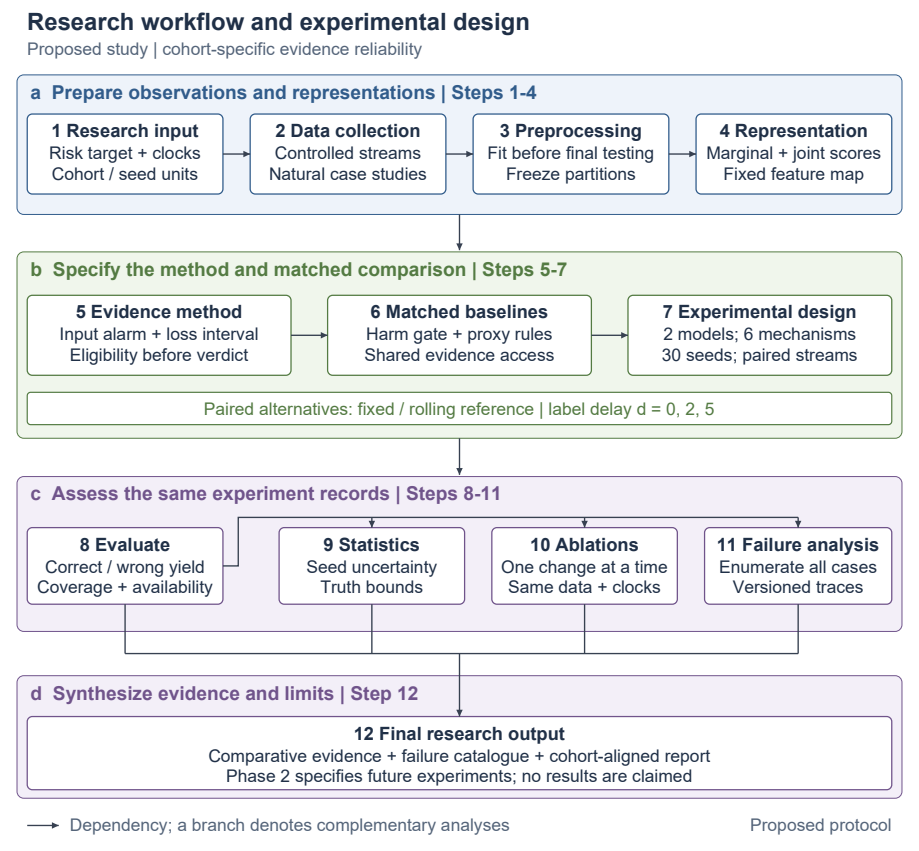 Research workflow and experimental design
Proposed study | cohort-specific evidence reliability
a Prepare observations and representations | Steps 1-4
1 Research input
Risk target + clocks
Cohort / seed units
2 Data collection
Controlled streams
Natural case studies
3 Preprocessing
Fit before final testing
Freeze partitions
4 Representation
Marginal + joint scores
Fixed feature map
b Specify the method and matched comparison | Steps 5-7
5 Evidence method
Input alarm + loss interval
Eligibility before verdict
6 Matched baselines
Harm gate + proxy rules
Shared evidence access
7 Experimental design
2 models; 6 mechanisms
30 seeds; paired streams
Paired alternatives: fixed / rolling reference | label delay d = 0, 2, 5
c Assess the same experiment records | Steps 8-11
8 Evaluate
Correct / wrong yield
Coverage + availability
9 Statistics
Seed uncertainty
Truth bounds
10 Ablations
One change at a time
Same data + clocks
11 Failure analysis
Enumerate all cases
Versioned traces
d Synthesize evidence and limits | Step 12
12 Final research output
Comparative evidence + failure catalogue + cohort-aligned report
Phase 2 specifies future experiments; no results are claimed
Dependency; a branch denotes complementary analyses
Proposed protocol